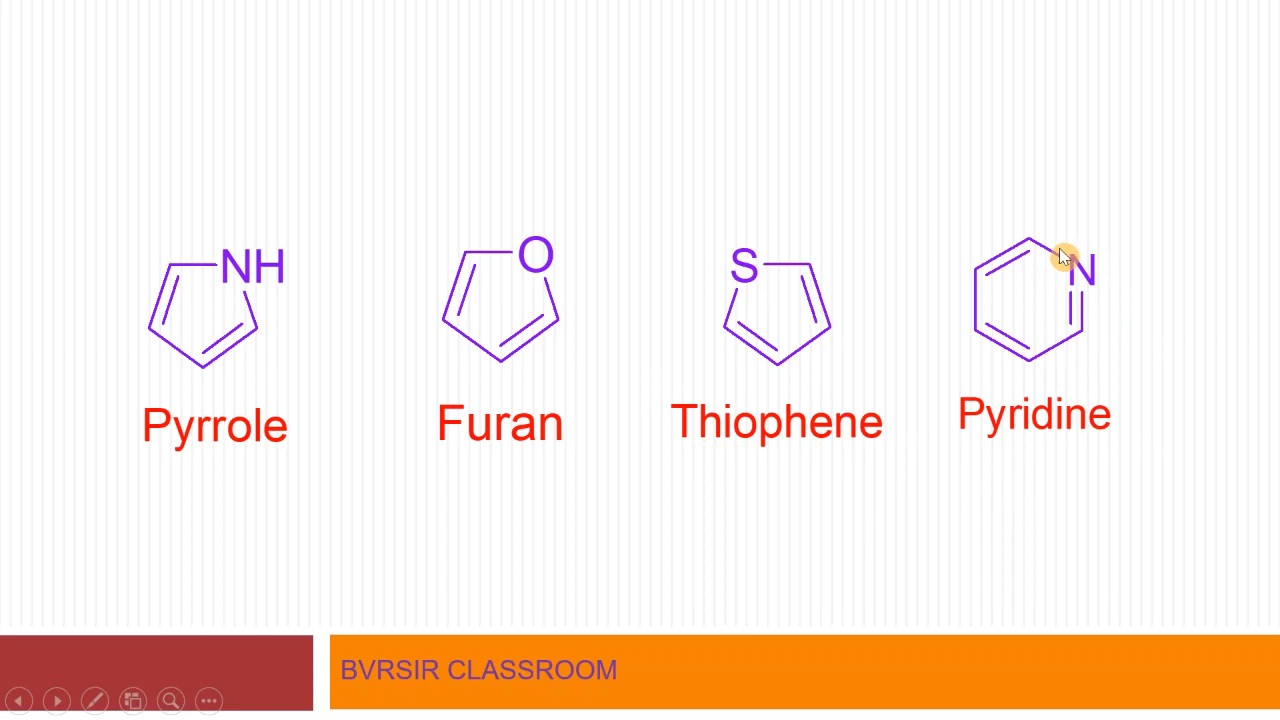 NH
O
S
N
Pyrrole
Furan
Thiophene
Pyridine
BVRSIR CLASSROOM